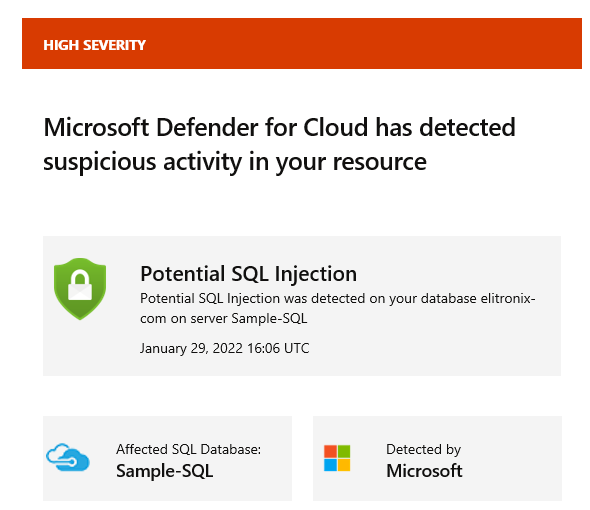 HIGH SEVERITY
Microsoft Defender for Cloud has detected
suspicious activity in your resource
Potential SQL Injection
Potential SQL Injection was detected on your database elitronix-
com on server Sample-SQL
January 29, 2022 16:06 UTC
Affected SQL Database:
Sample-SQL
Detected by
Microsoft